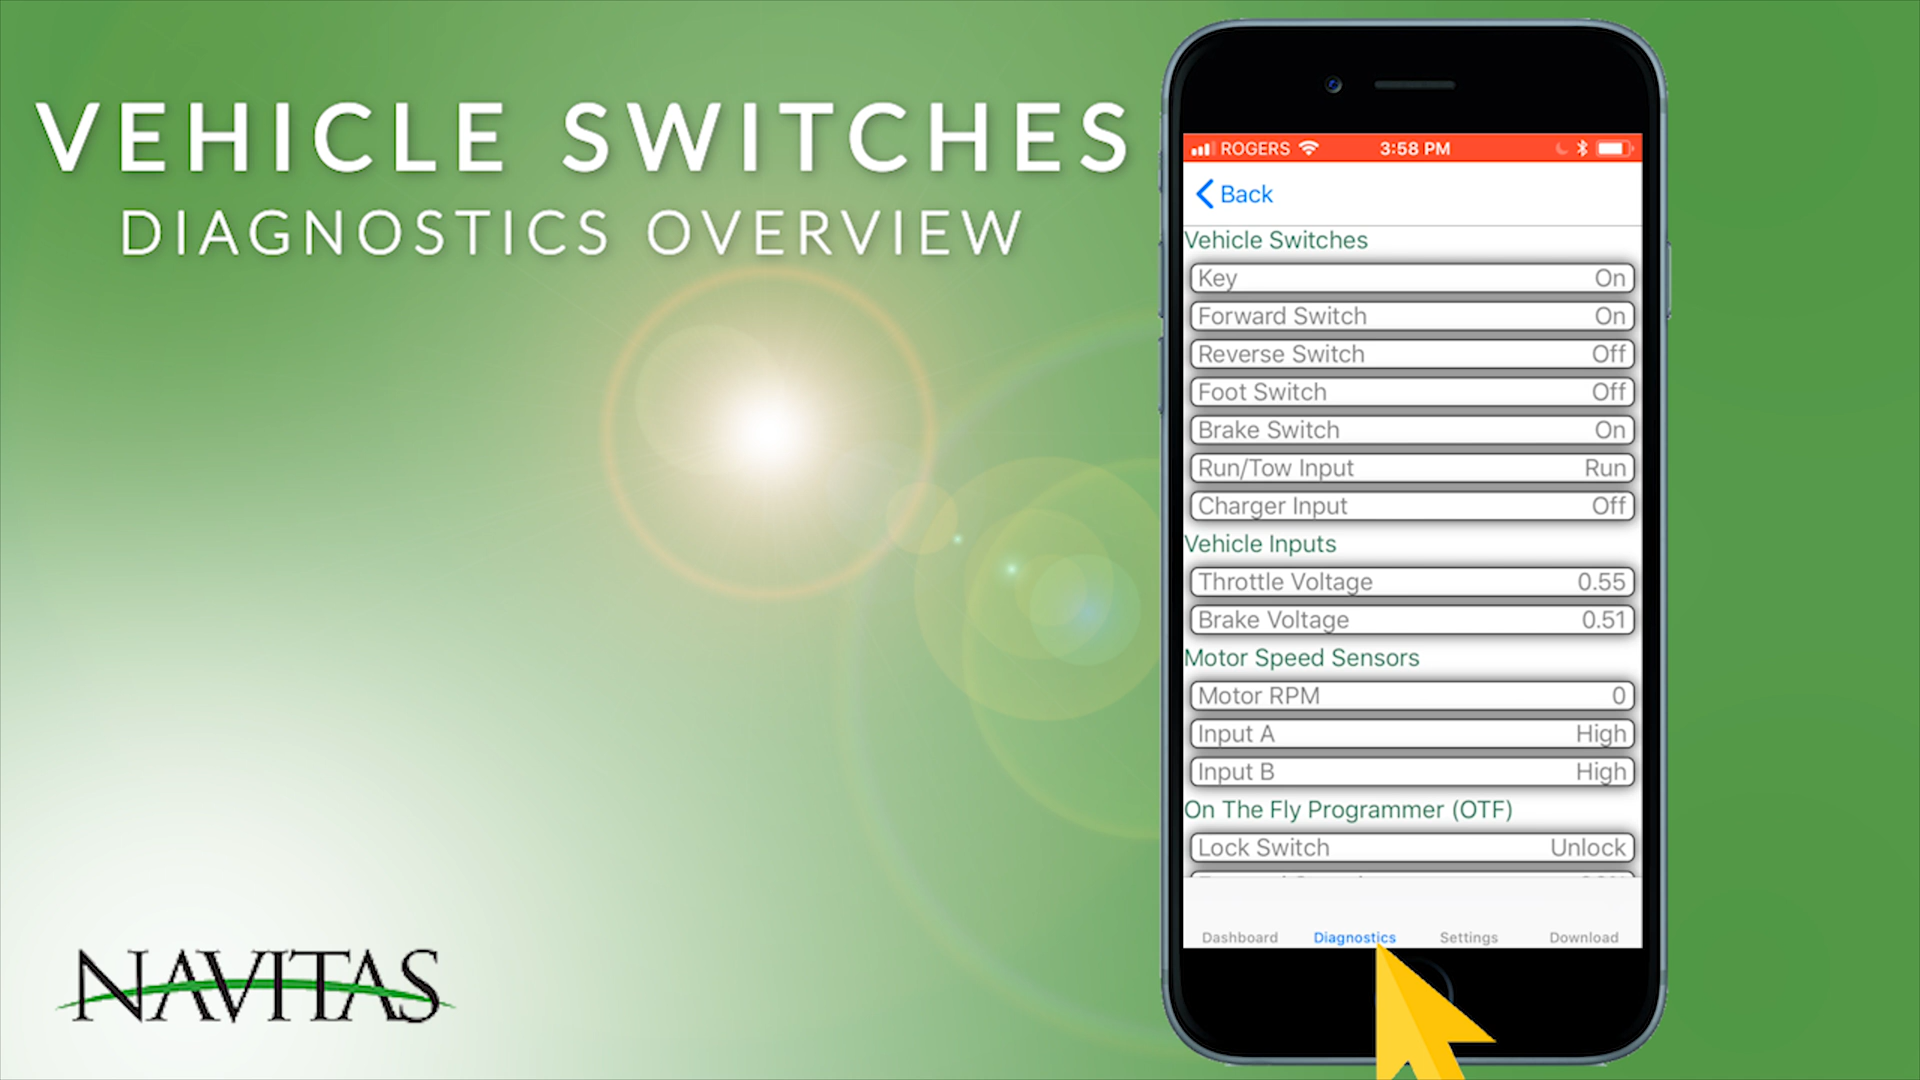 VEHICLE SWITCHES
DIAGNOSTICS OVERVIEW
ROGERS 3:58 PM
Back
Vehicle Switches
Key On
Forward Switch On
Reverse Switch Off
Foot Switch Off
Brake Switch On
Run/Tow Input Run
Charger Input Off
Vehicle Inputs
Throttle Voltage 0.55
Brake Voltage 0.51
Motor Speed Sensors
Motor RPM 0
Input A High
Input B High
On The Fly Programmer (OTF)
Lock Switch Unlock
Dashboard Diagnostics Settings Download
NAVITAS